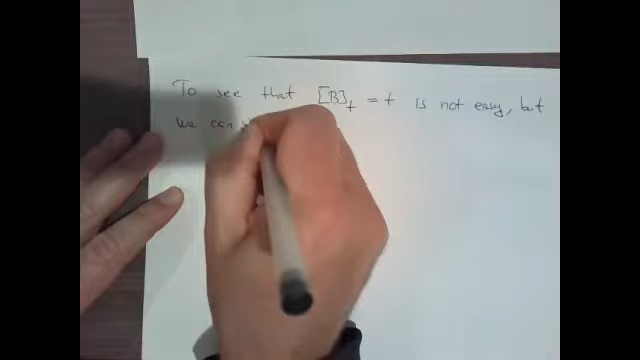 To see that [B]_t = t is not easy, but
we can